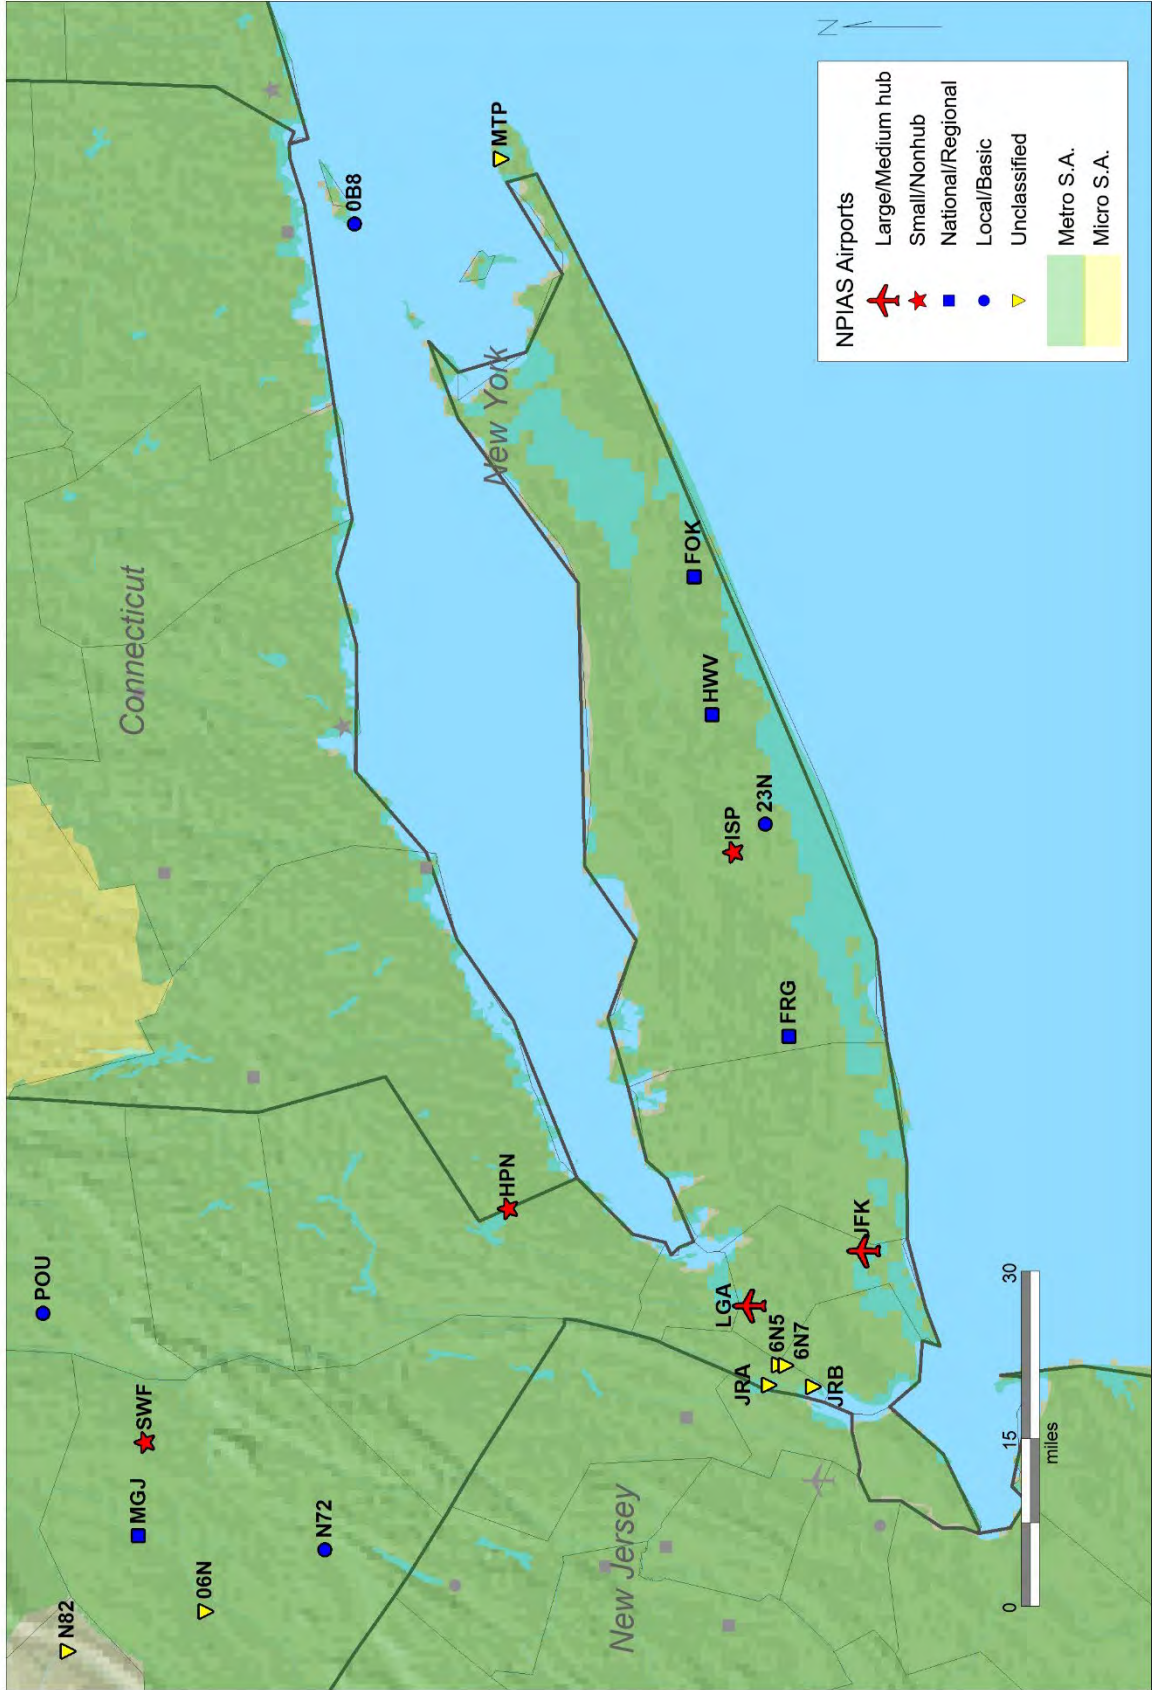 N82
06N
MGJ
SWF
POU
N72
HPN
Connecticut
New York
New Jersey
0B8
MTP
FOK
HWV
23N
ISP
FRG
JFK
LGA
6N5
6N7
JRA
JRB
0 15 30
miles
N
NPIAS Airports
Large/Medium hub
Small/Nonhub
National/Regional
Local/Basic
Unclassified
Metro S.A.
Micro S.A.